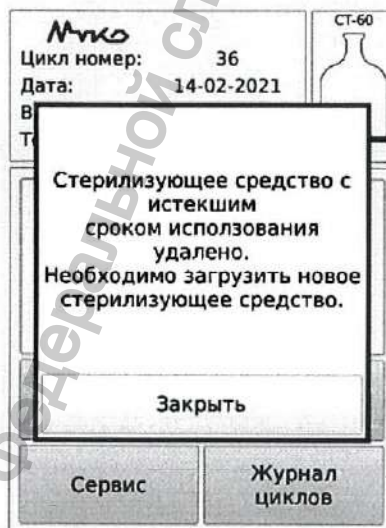 СТ-60
Цикл номер: 36
Дата: 14-02-2021
В
Стерилизующее средство с
истекшим
сроком использования
удалено.
Необходимо загрузить новое
стерилизующее средство.
Закрыть
Сервис
Журнал
циклов